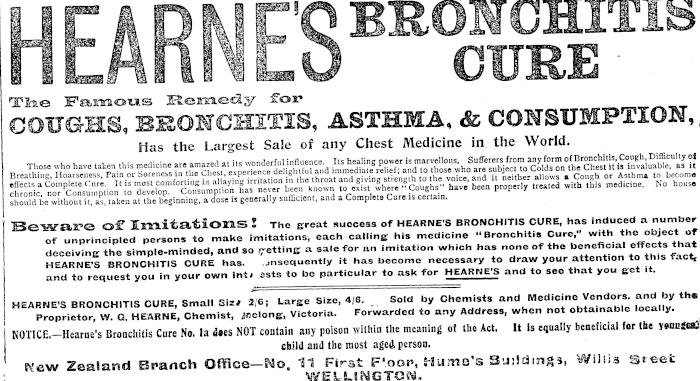 HEARNE'S BRONCHITIS
CURE
The Famous Remedy for
COUGHS, BRONCHITIS, ASTHMA, & CONSUMPTION,
Has the Largest Sale of any Chest Medicine in the World.
Those who have taken this medicine are amazed at its wonderful influence. Its healing power is marvellous. Sufferers from any form of Bronchitis, Cough, Difficulty of
Breathing, Hoarseness, Pain or Soreness in the Chest, experience delightful and immediate relief; and to those who are subject to Colds on the Chest it is invaluable, as it
effects a Complete Cure. It is most comforting in allaying irritation in the throat and giving strength to the voice, and it neither allows a Cough or Asthma to become
chronic, nor Consumption to develop. Consumption has never been known to exist where "Coughs" have been properly treated with this medicine. No house
should be without it, as, taken at the beginning, a dose is generally sufficient, and a Complete Cure is certain.
Beware of Imitations! The great success of HEARNE'S BRONCHITIS CURE, has induced a number
of unprincipled persons to make imitations, each calling his medicine "Bronchitis Cure," with the object of
deceiving the simple-minded, and so getting a sale for an imitation which has none of the beneficial effects that
HEARNE'S BRONCHITIS CURE has. nsequently it has become necessary to draw your attention to this fact,
and to request you in your own int ests to be particular to ask for HEARNE'S and to see that you get it.
HEARNE'S BRONCHITIS CURE, Small Size 2/6; Large Size, 4/6. Sold by Chemists and Medicine Vendors. and by the
Proprietor, W. G. HEARNE, Chemist, eelong, Victoria. Forwarded to any Address, when not obtainable locally.
NOTICE.—Hearne's Bronchitis Cure No. 1a does NOT contain any poison within the meaning of the Act. It is equally beneficial for the youngest
child and the most aged person.
New Zealand Branch Office—No. 11 First Floor, Hume's Buildings, Willis Street
WELLINGTON.